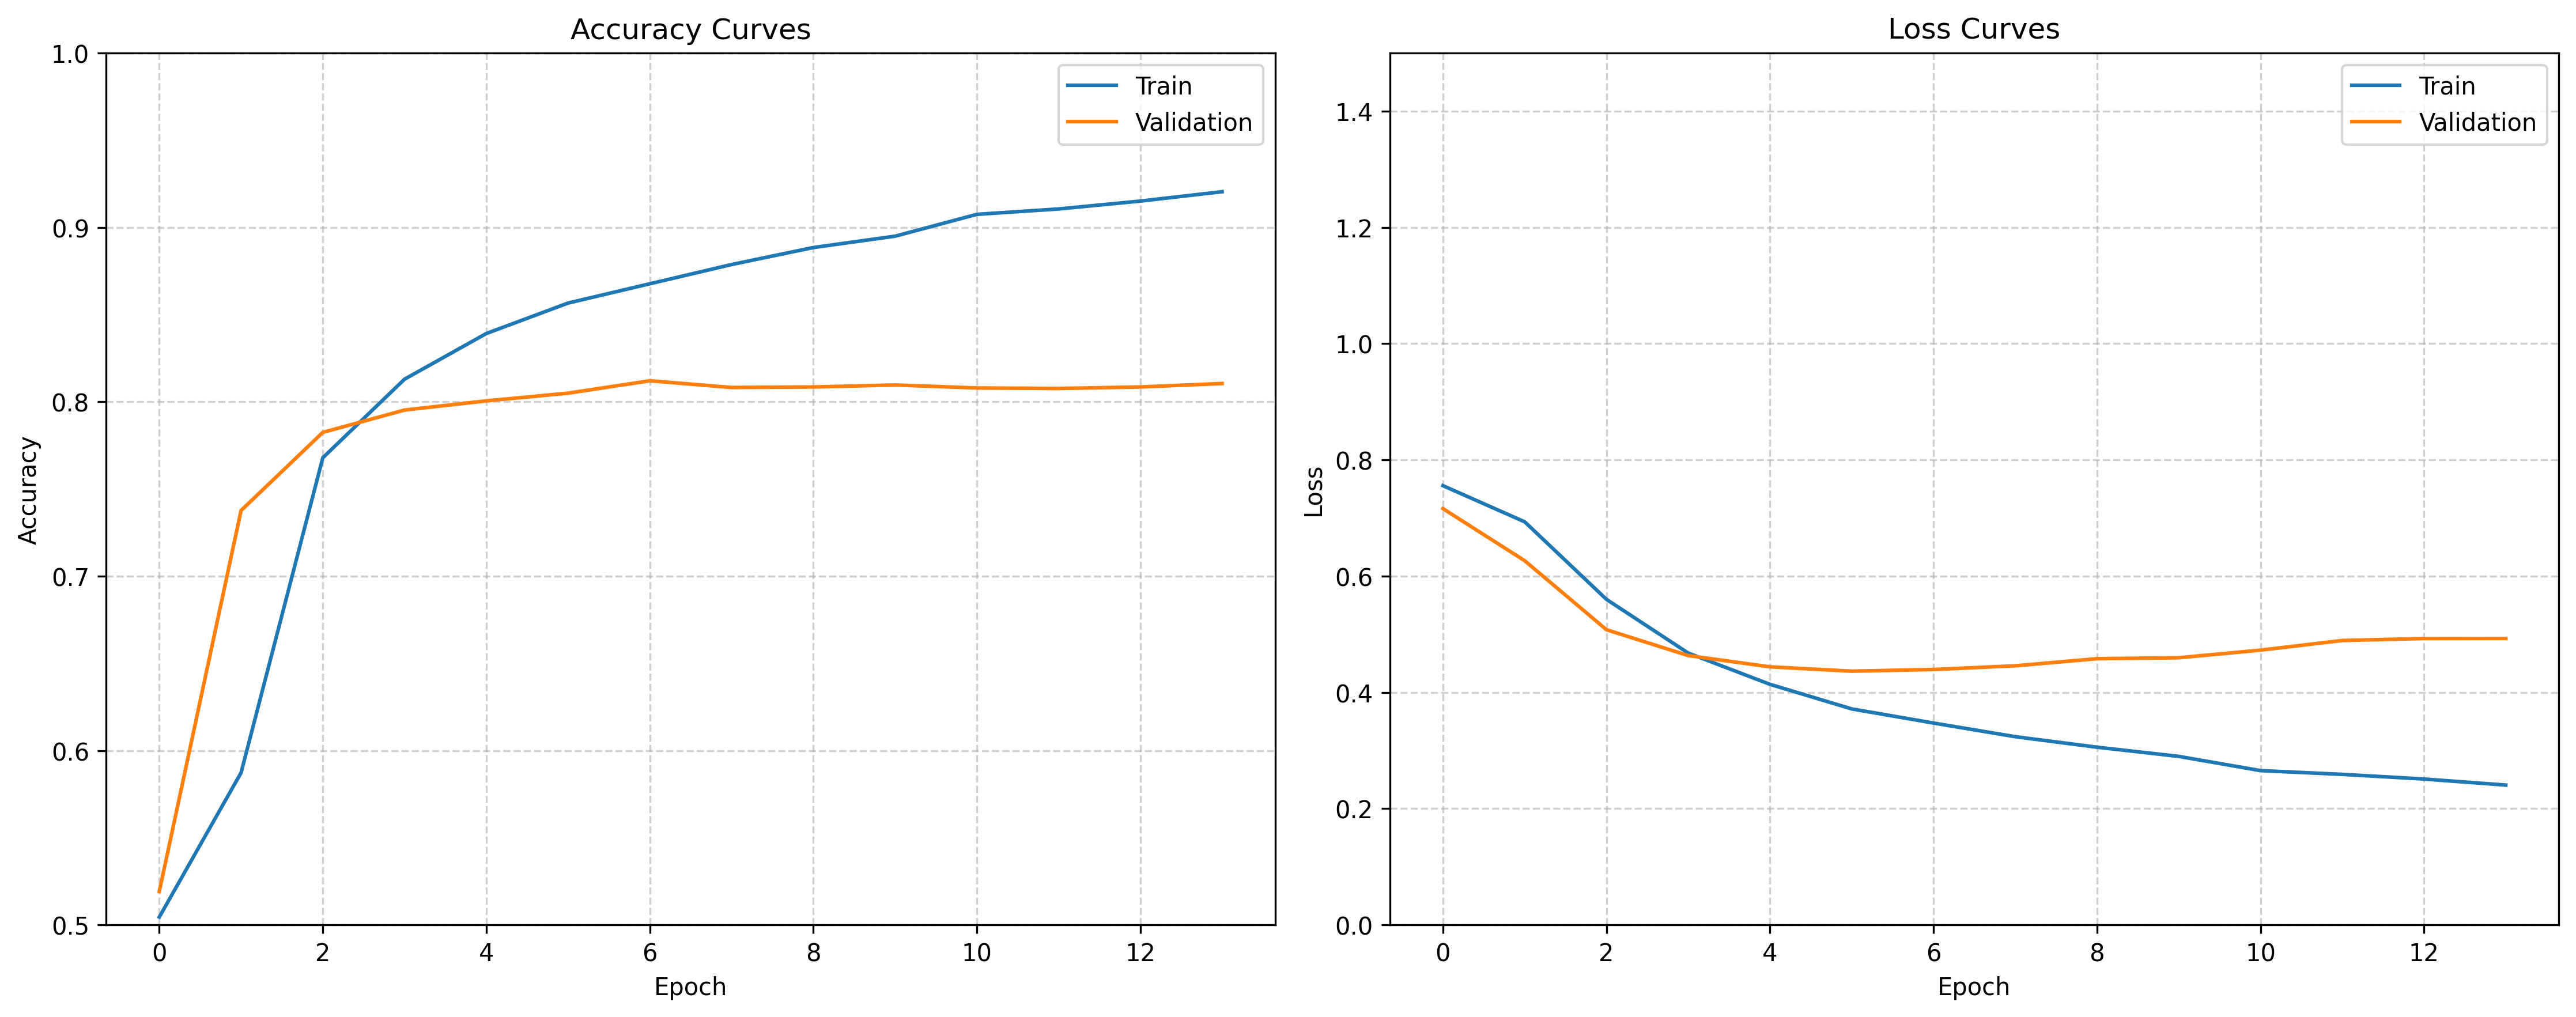 Accuracy Curves
1.0
0.9
0.8
0.7
0.6
0.5
Accuracy
0 2 4 6 8 10 12
Epoch
Train
Validation
Loss Curves
1.4
1.2
1.0
0.8
0.6
0.4
0.2
0.0
Loss
0 2 4 6 8 10 12
Epoch
Train
Validation